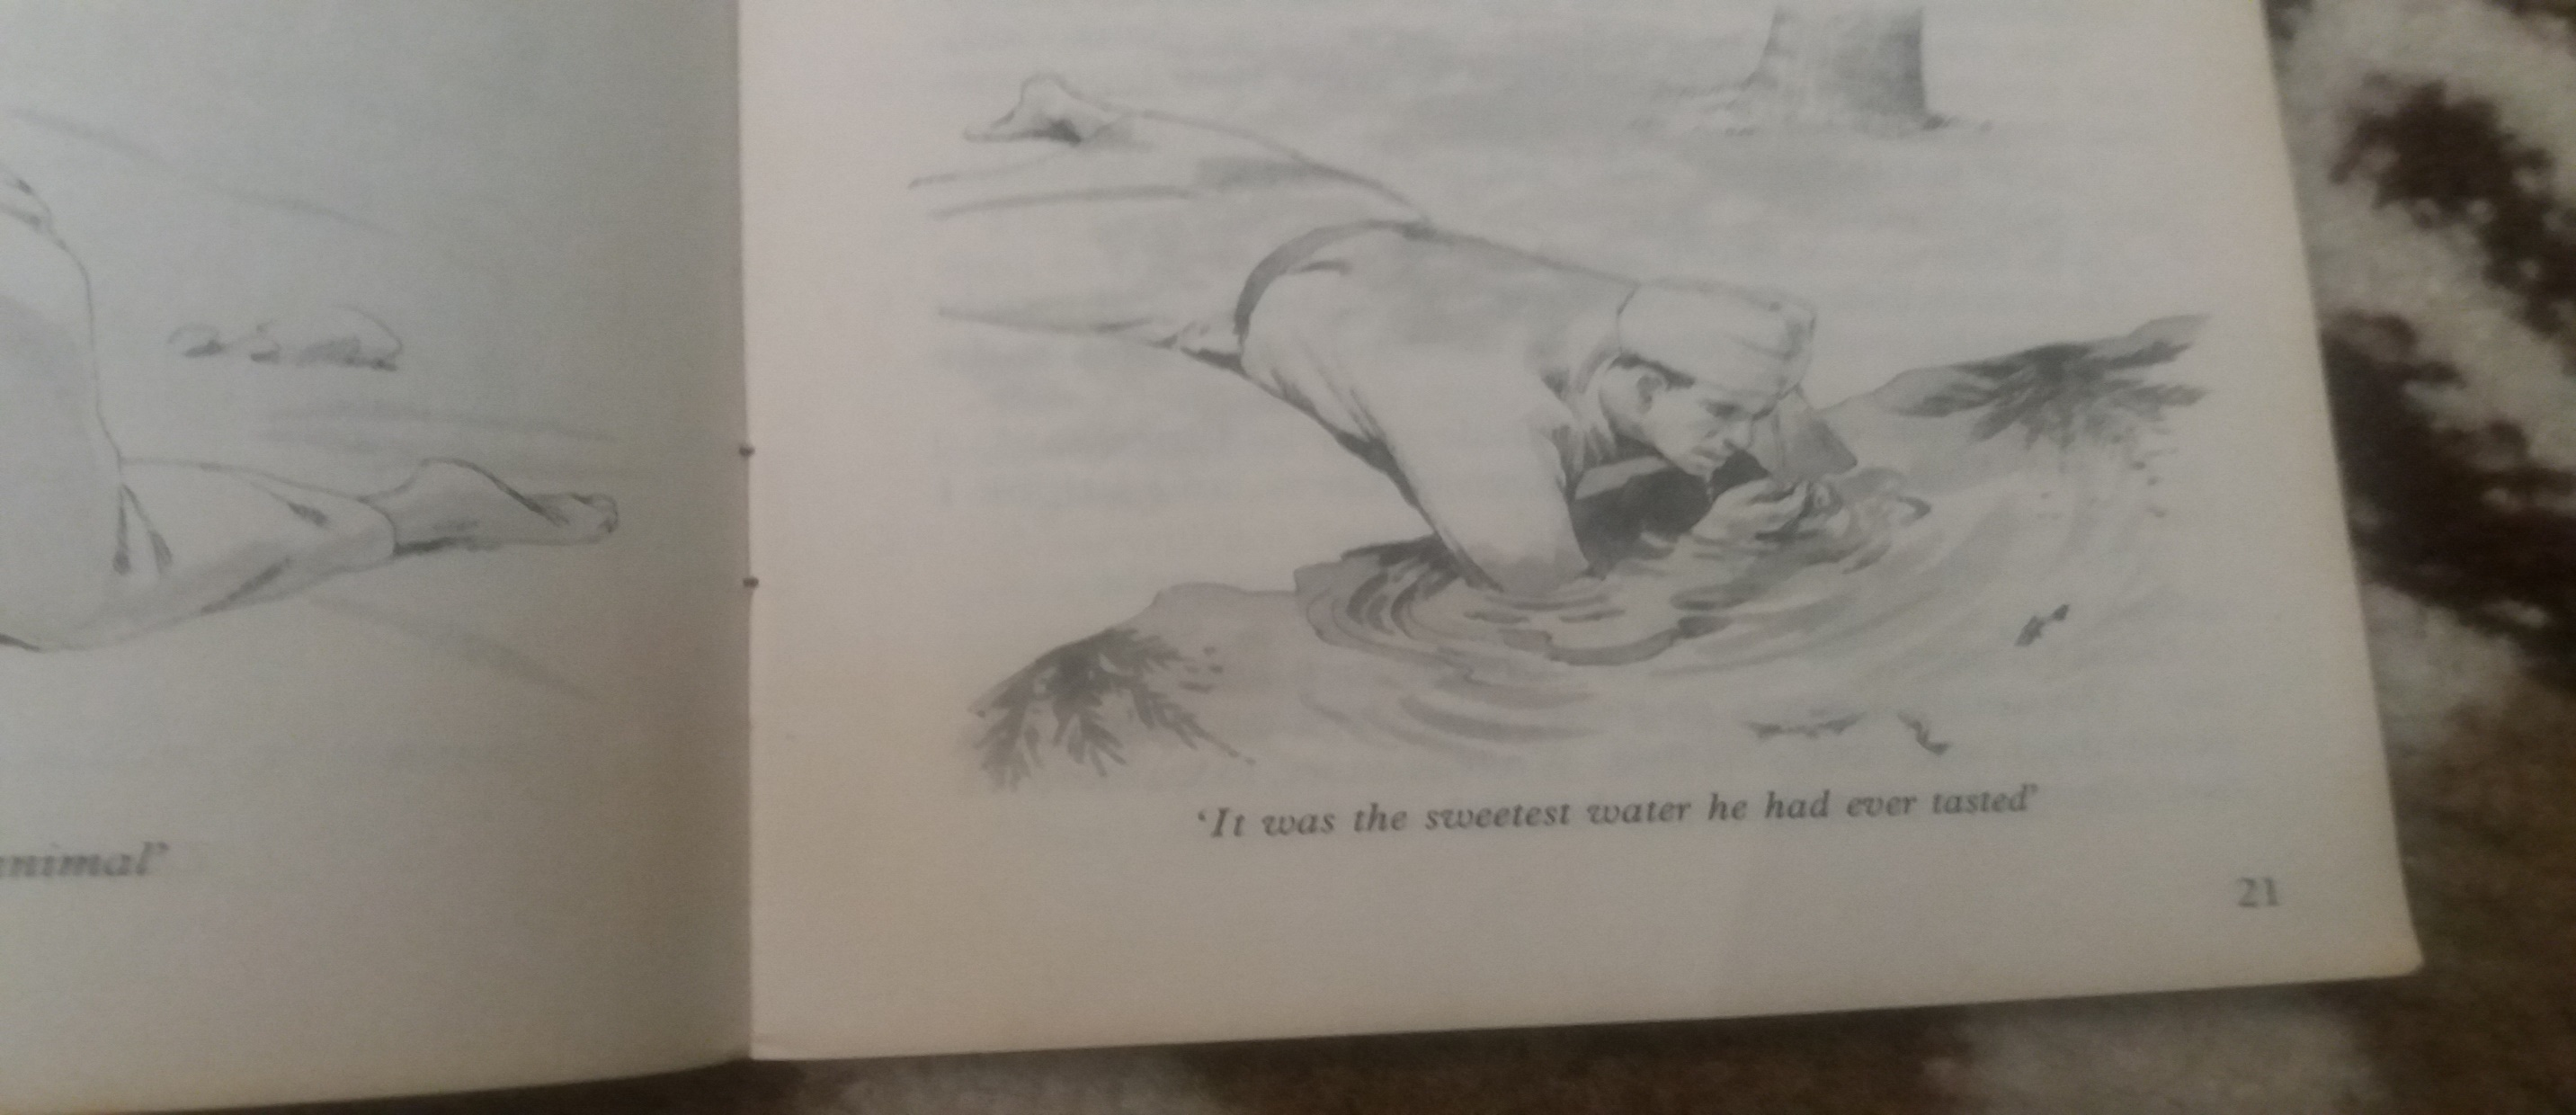 ‘It was the sweetest water he had ever tasted’
21